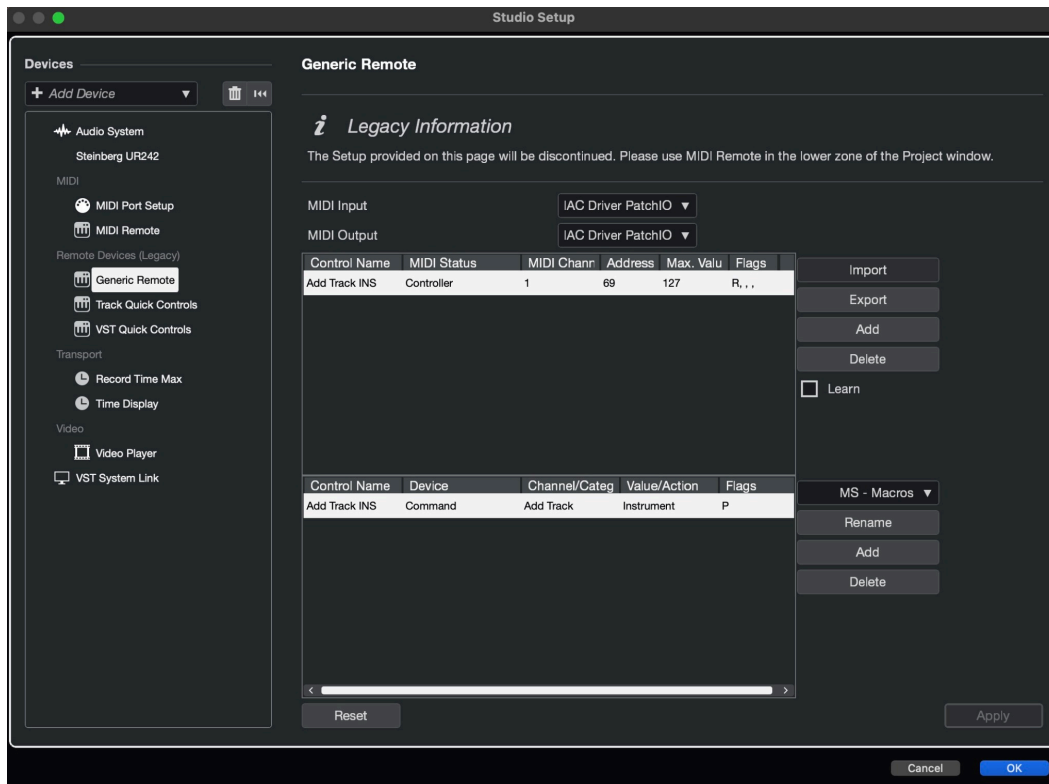 Studio Setup
Devices
Add Device
Audio System
Steinberg UR242
MIDI
MIDI Port Setup
MIDI Remote
Remote Devices (Legacy)
Generic Remote
Track Quick Controls
VST Quick Controls
Transport
Record Time Max
Time Display
Video
Video Player
VST System Link
Generic Remote
i Legacy Information
The Setup provided on this page will be discontinued. Please use MIDI Remote in the lower zone of the Project window.
MIDI Input IAC Driver PatchIO
MIDI Output IAC Driver PatchIO
Control Name MIDI Status MIDI Chann Address Max. Valu Flags
Add Track INS Controller 1 69 127 R, , ,
Import
Export
Add
Delete
Learn
Control Name Device Channel/Categ Value/Action Flags
Add Track INS Command Add Track Instrument P
MS - Macros
Rename
Add
Delete
Reset
Apply
Cancel OK